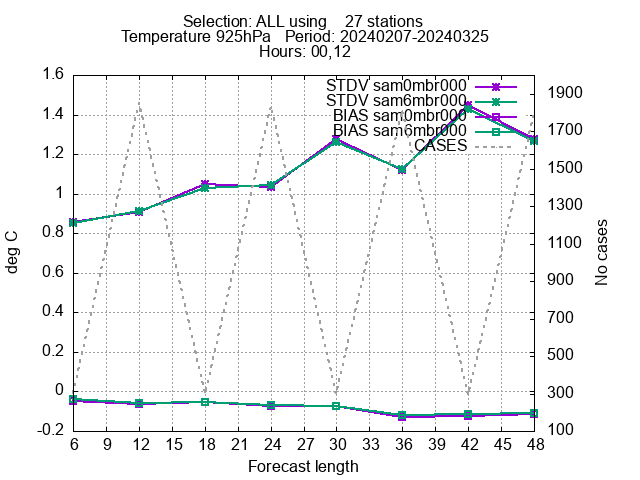 Selection: ALL using    27 stations
Temperature 925hPa   Period: 20240207-20240325
Hours: 00,12
STDV sam0mbr000
STDV sam6mbr000
BIAS sam0mbr000
BIAS sam6mbr000
CASES
1.6
1.4
1.2
1
0.8
0.6
0.4
0.2
0
-0.2
deg C
1900
1700
1500
1300
1100
900
700
500
300
100
No cases
6 9 12 15 18 21 24 27 30 33 36 39 42 45 48
Forecast length